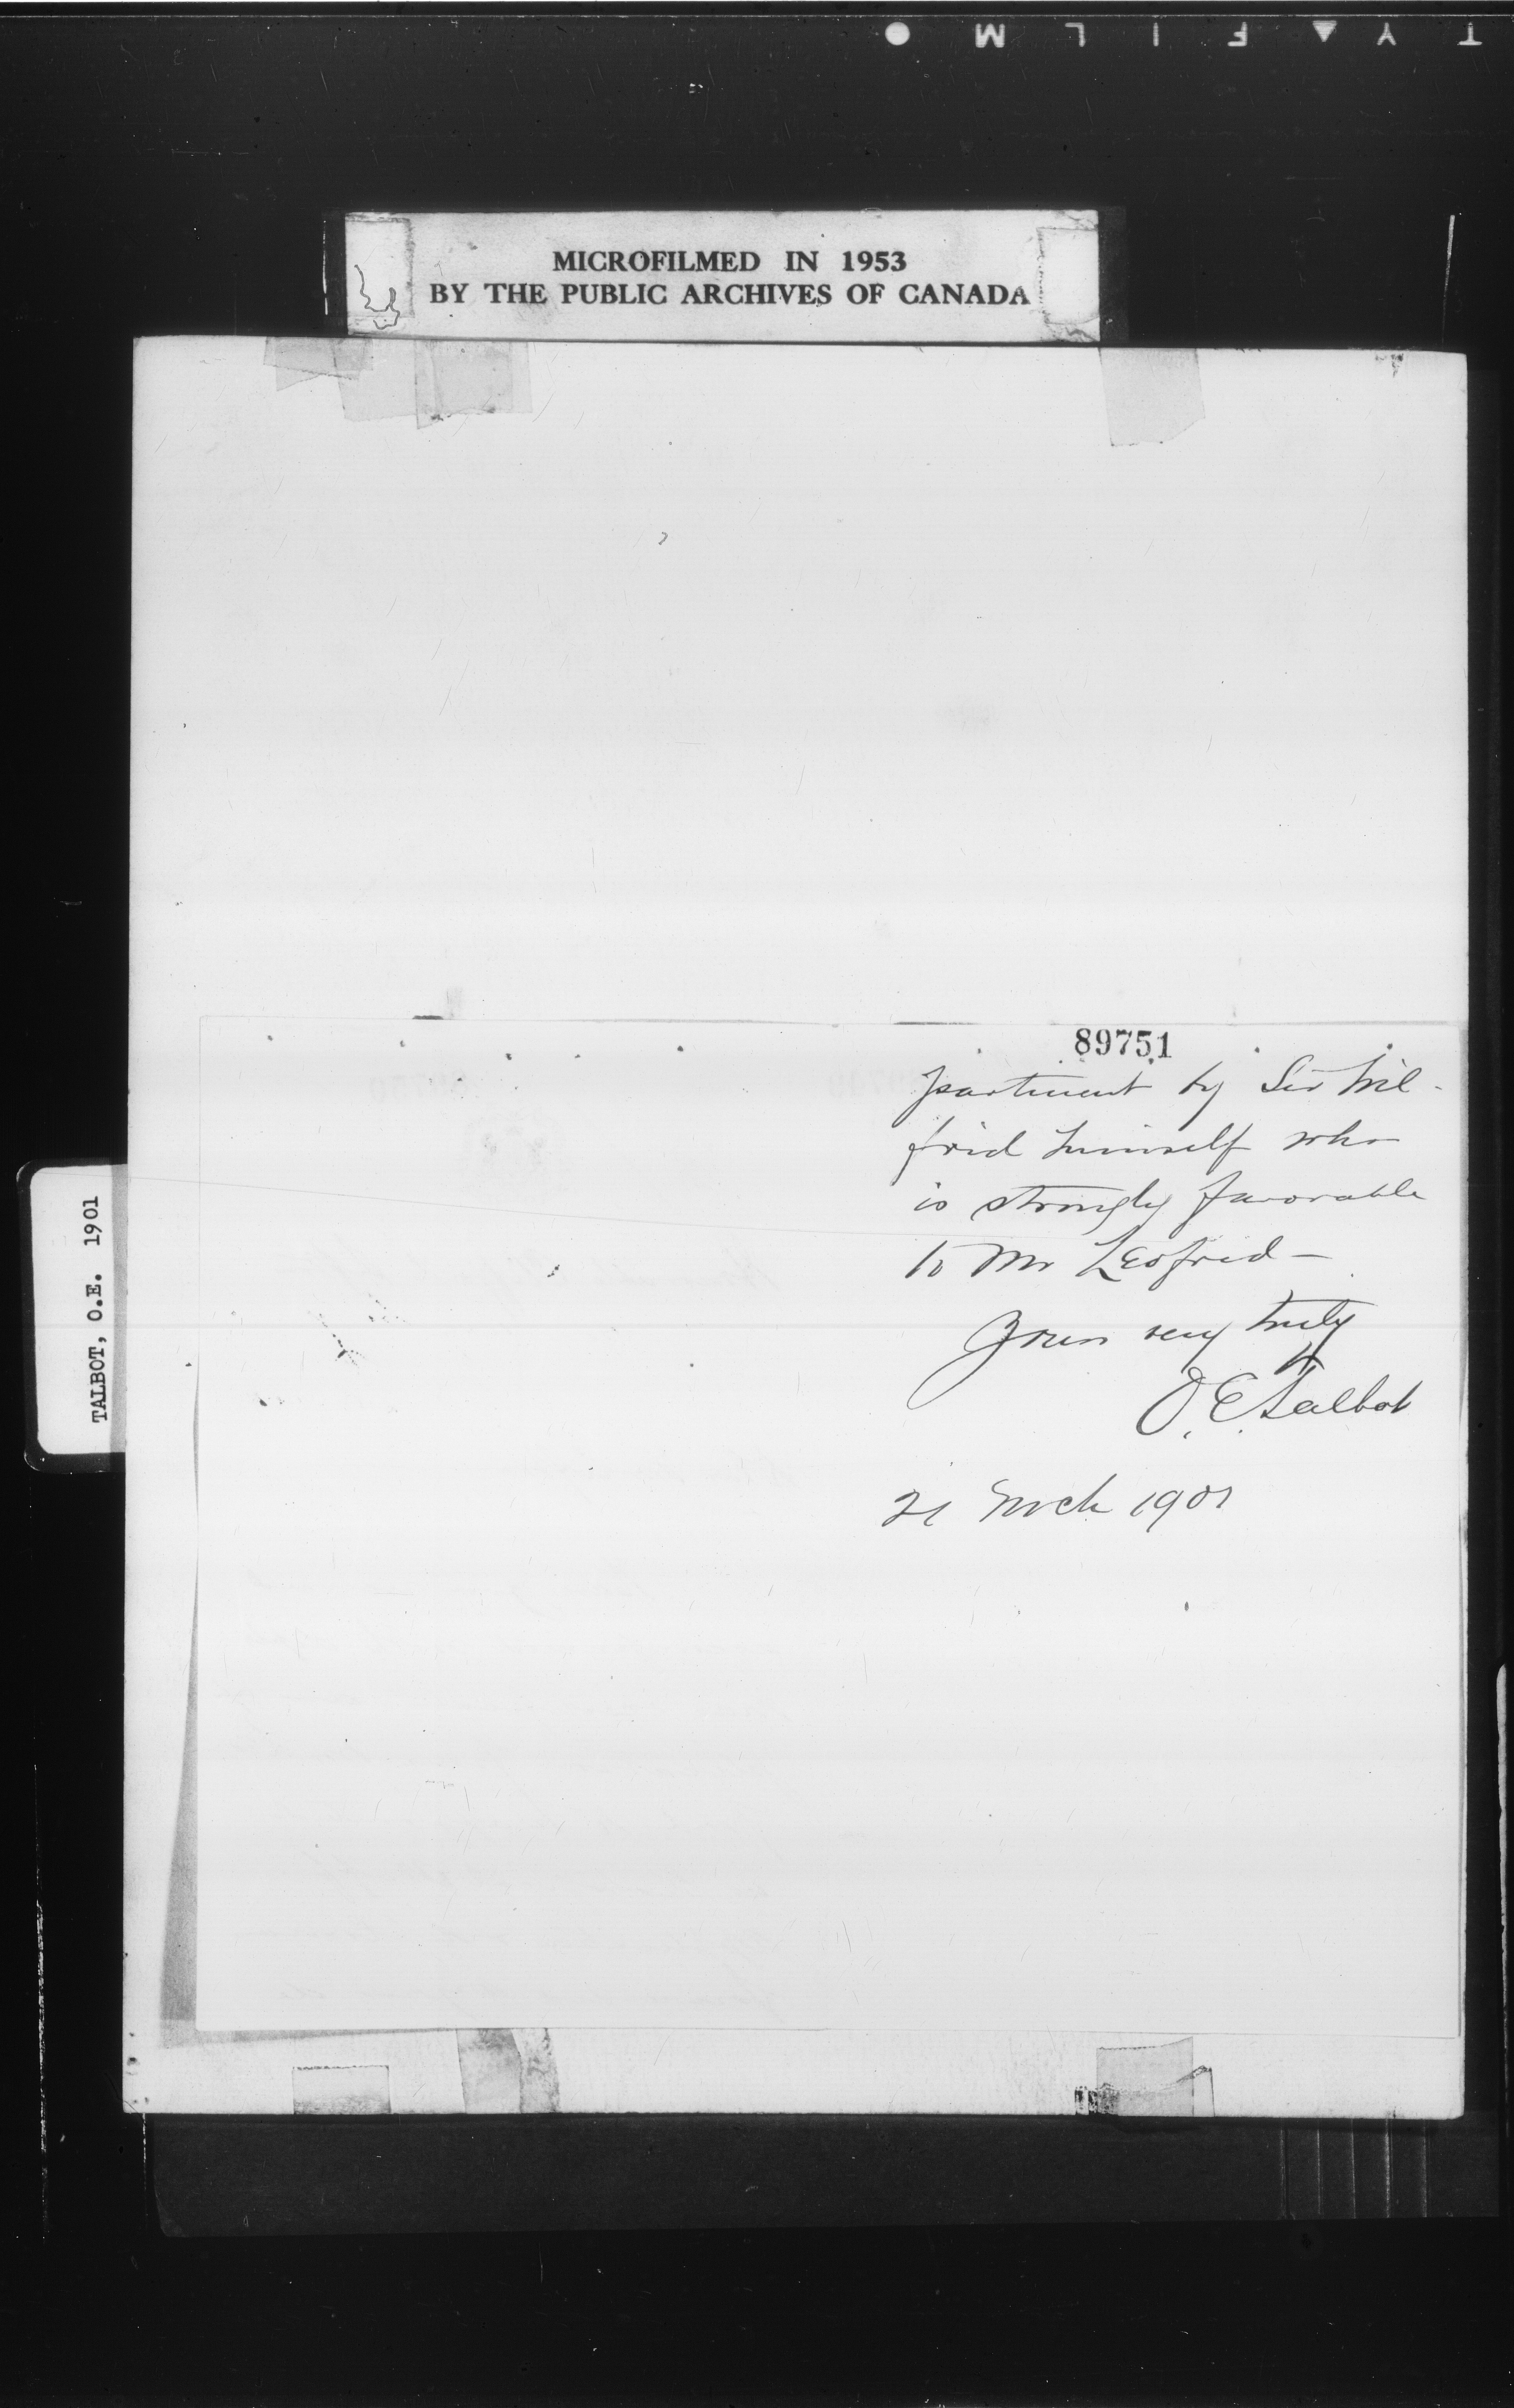 MICROFILMED IN 1953
BY THE PUBLIC ARCHIVES OF CANADA
89751
partment by Sir Wil-
frid himself who
is strongly favorable
to Mr Leofred -
Yours very truly
O. E. Talbot
21 Mch 1901
TALBOT, O.E. 1901